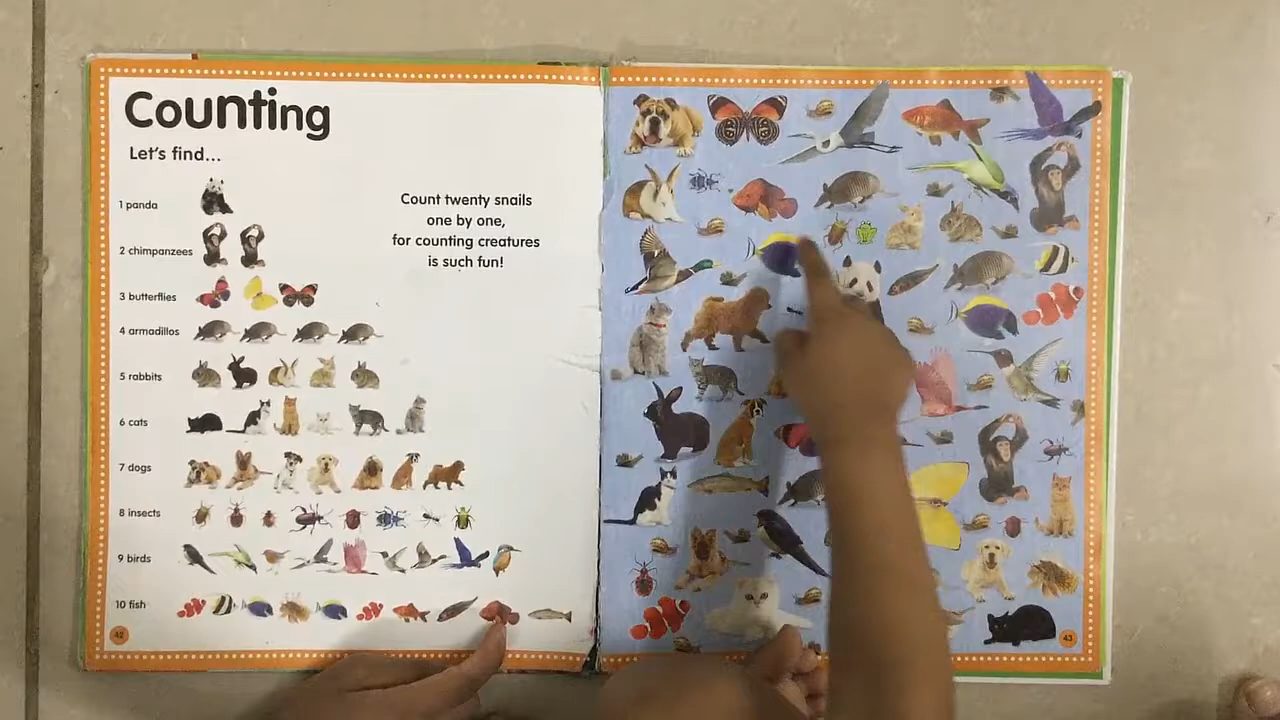 Counting
Let's find...
1 panda
2 chimpanzees
3 butterflies
4 armadillos
5 rabbits
6 cats
7 dogs
8 insects
9 birds
10 fish
Count twenty snails
one by one,
for counting creatures
is such fun!
42
43